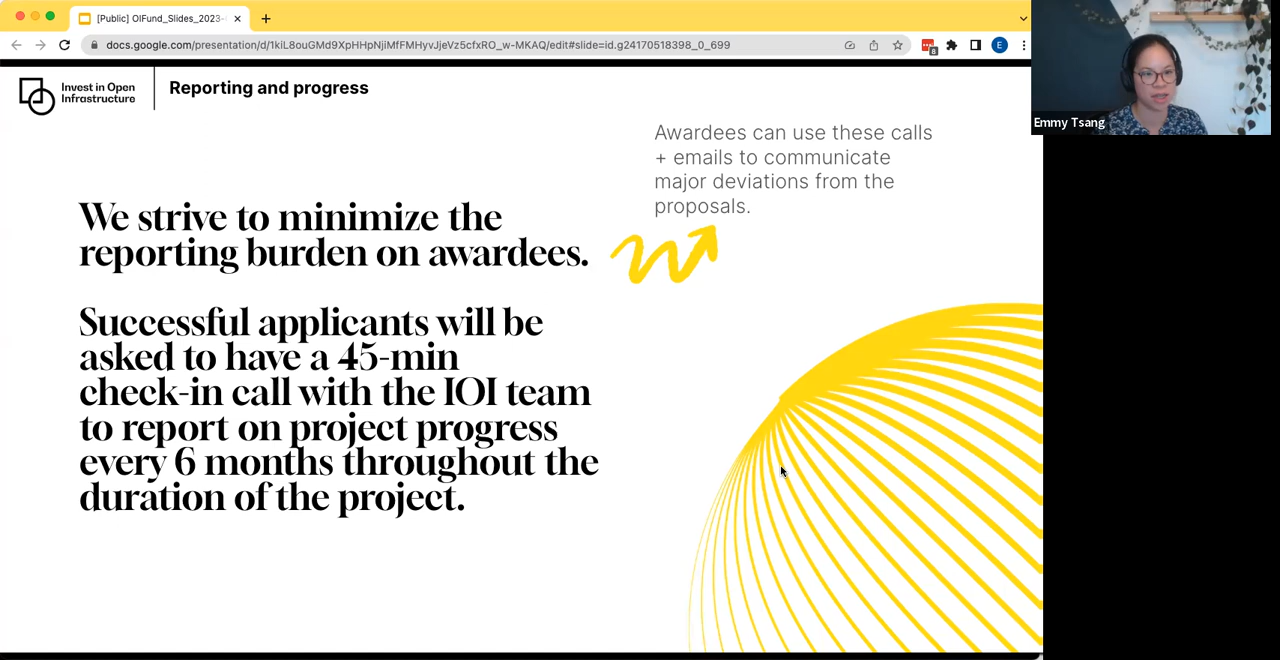 [Public] OIFund_Slides_2023-
docs.google.com/presentation/d/1kiL8ouGMd9XpHHpNjiMfFMHyvJjeVz5cfxRO_w-MKAQ/edit#slide=id.g24170518398_0_699
8
E
Invest in Open
Infrastructure
Reporting and progress
Emmy Tsang
Awardees can use these calls
+ emails to communicate
major deviations from the
proposals.
We strive to minimize the
reporting burden on awardees.
Successful applicants will be
asked to have a 45-min
check-in call with the IOI team
to report on project progress
every 6 months throughout the
duration of the project.